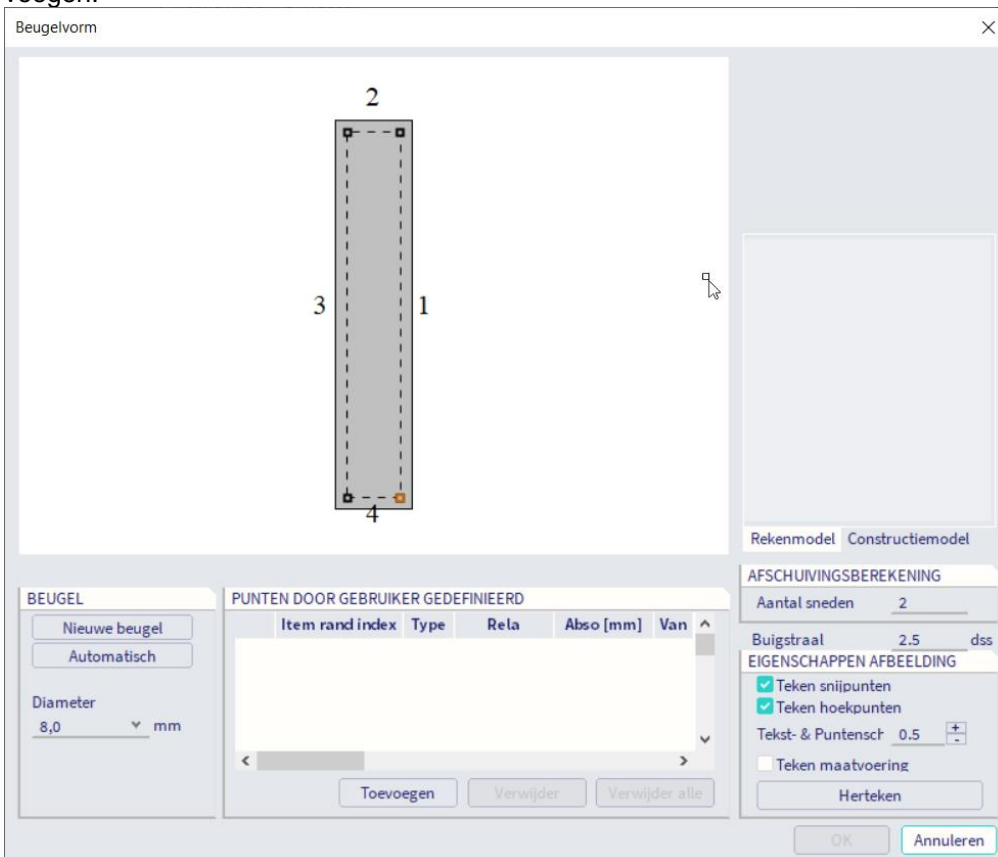 voegen.
Beugelvorm
2
3
1
4
Rekenmodel Constructiemodel
AFSCHUIVINGSBEREKENING
Aantal sneden 2
Buigstraal 2.5 dss
BEUGEL
Nieuwe beugel
Automatisch
Diameter
8,0 mm
PUNTEN DOOR GEBRUIKER GEDEFINIEERD
Item rand index Type Rela Abso [mm] Van
Toevoegen Verwijder Verwijder alle
EIGENSCHAPPEN AFBEELDING
Teken snijpunten
Teken hoekpunten
Tekst- & Puntensch 0.5 + -
Teken maatvoering
Herteken
OK Annuleren